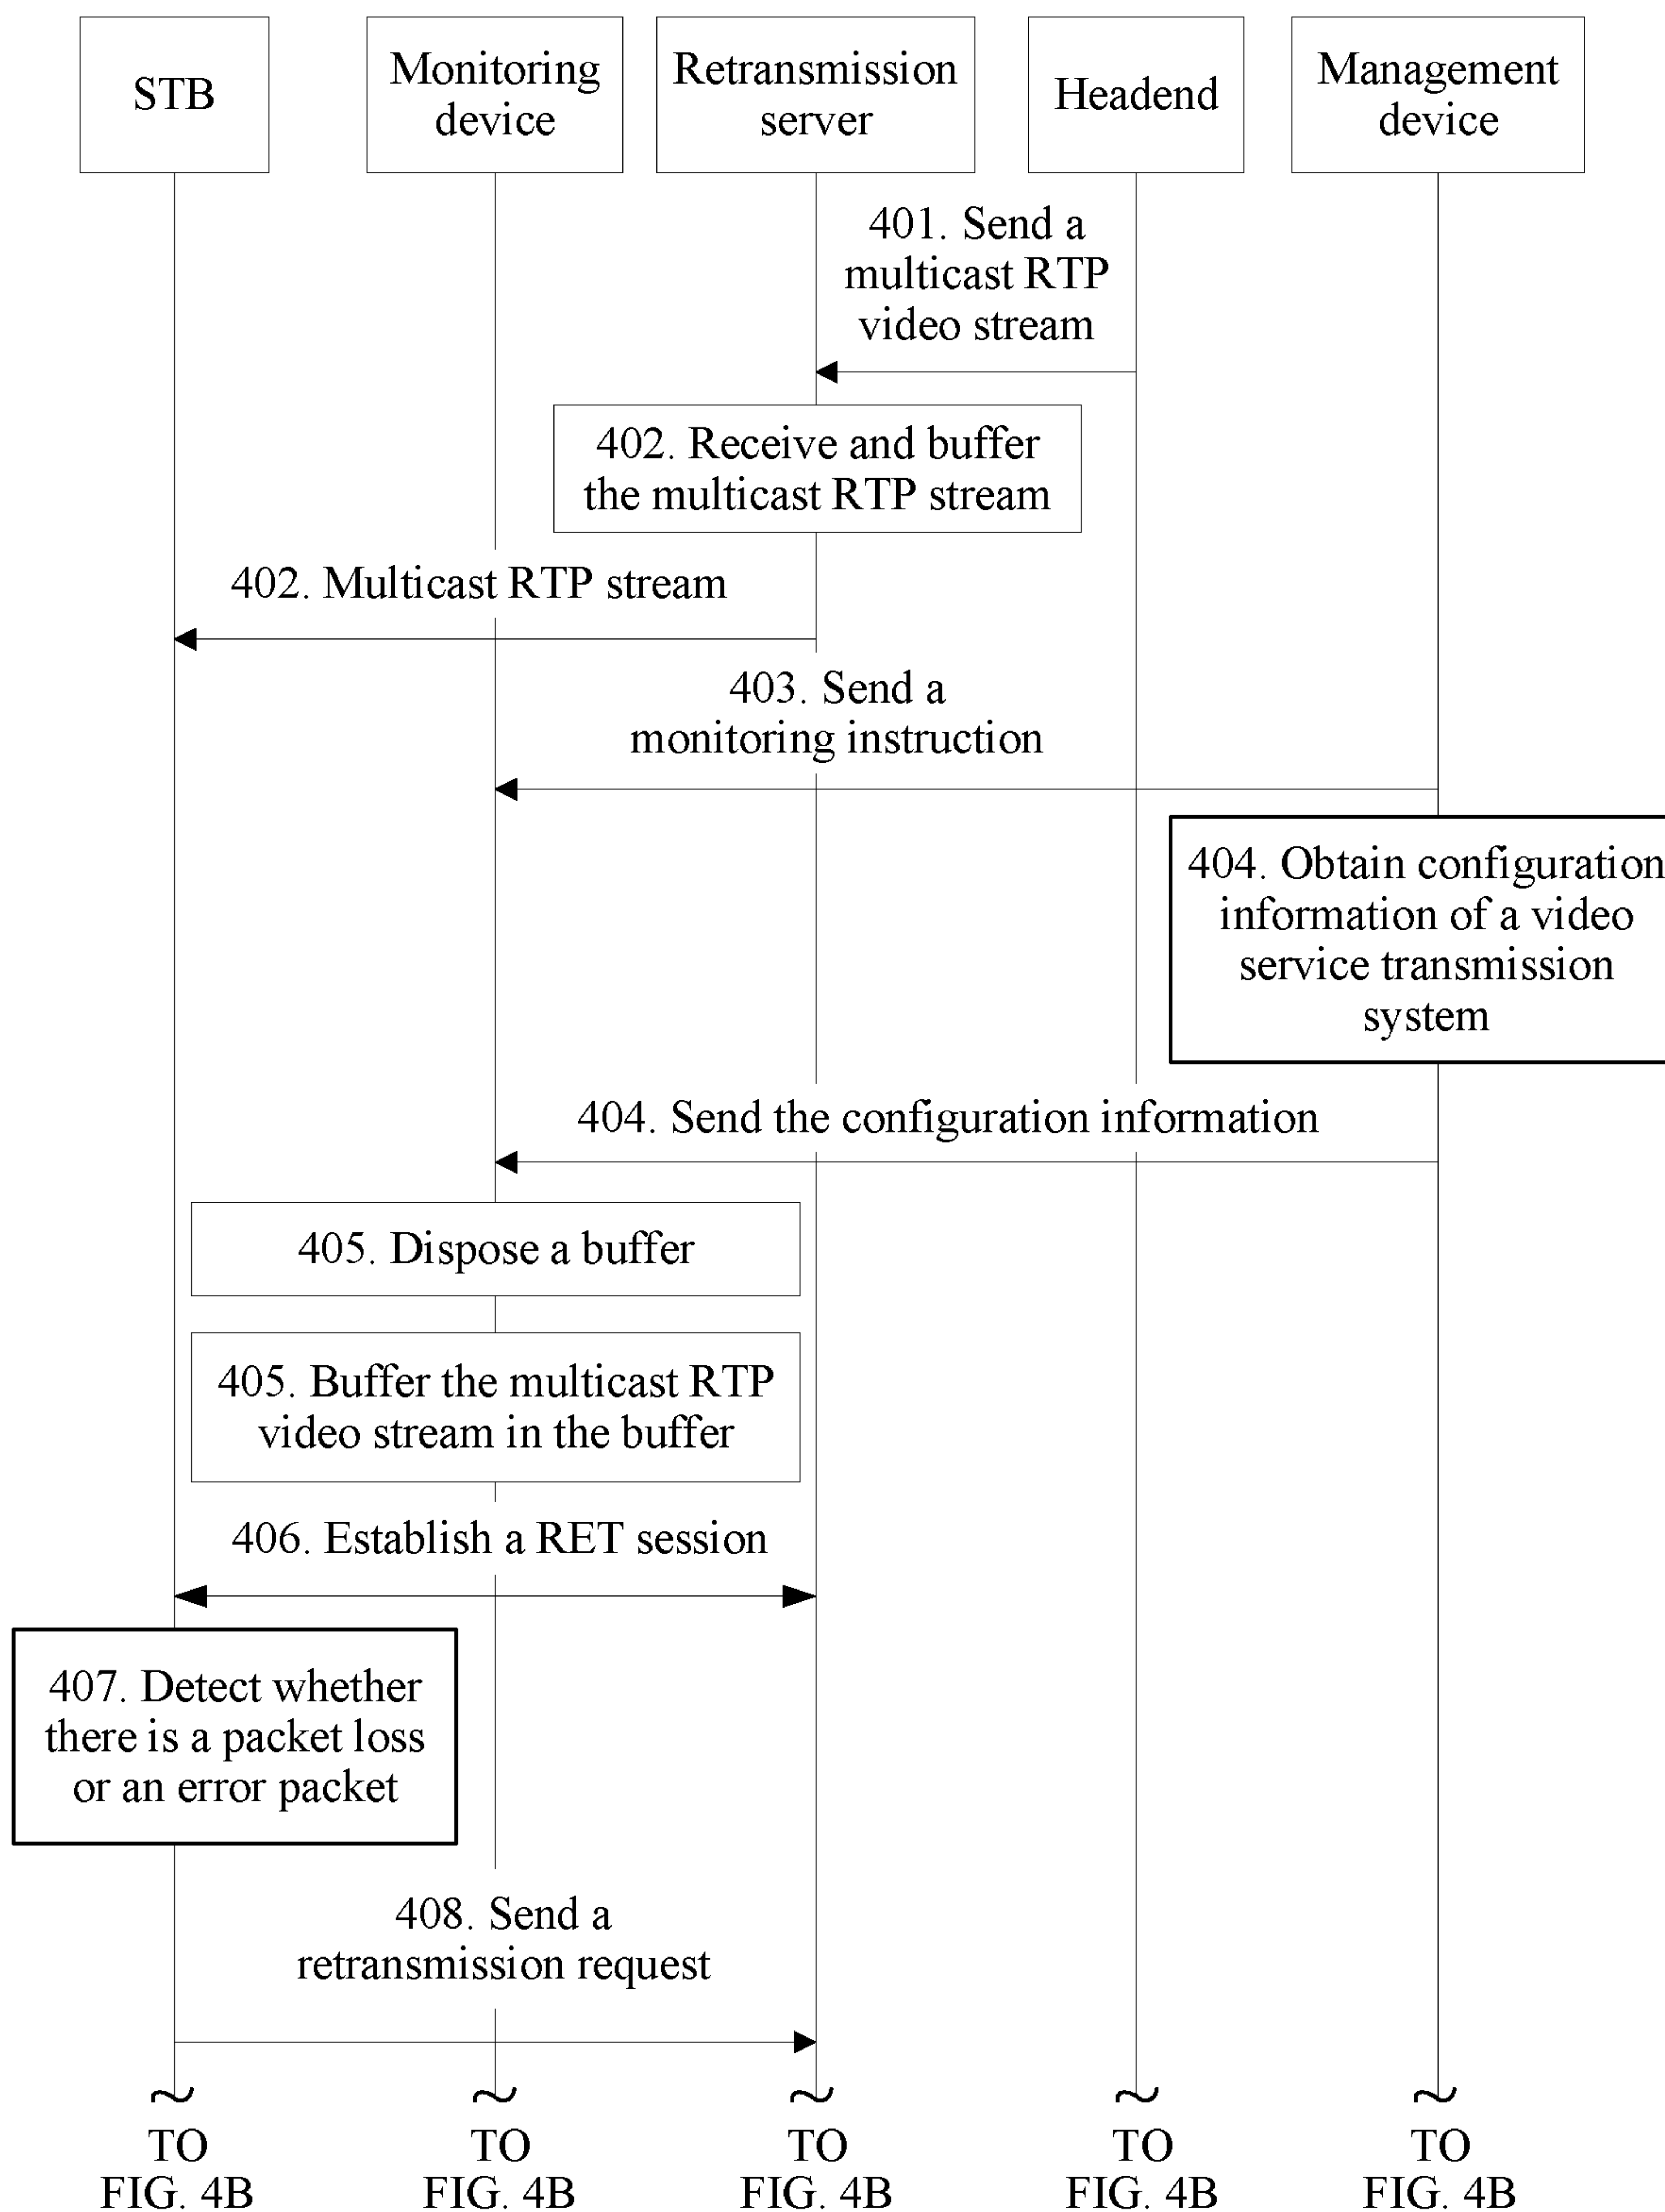 STB
Monitoring
device
Retransmission
server
Headend
Management
device
401. Send a
multicast RTP
video stream
402. Receive and buffer
the multicast RTP stream
402. Multicast RTP stream
403. Send a
monitoring instruction
404. Obtain configuration
information of a video
service transmission
system
404. Send the configuration information
405. Dispose a buffer
405. Buffer the multicast RTP
video stream in the buffer
406. Establish a RET session
407. Detect whether
there is a packet loss
or an error packet
408. Send a
retransmission request
TO
FIG. 4B
TO
FIG. 4B
TO
FIG. 4B
TO
FIG. 4B
TO
FIG. 4B